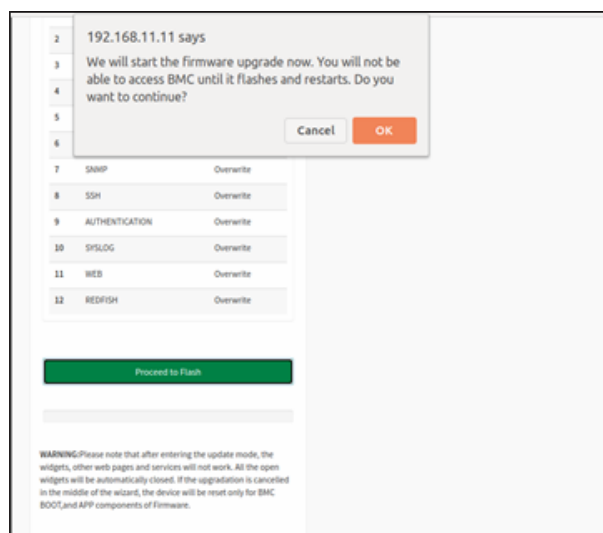 192.168.11.11 says
We will start the firmware upgrade now. You will not be
able to access BMC until it flashes and restarts. Do you
want to continue?
Cancel OK
2
3
4
5
6
7 SNMP Overwrite
8 SSH Overwrite
9 AUTHENTICATION Overwrite
10 SYSLOG Overwrite
11 WEB Overwrite
12 REDFISH Overwrite
Proceed to Flash
WARNING:Please note that after entering the update mode, the
widgets, other web pages and services will not work. All the open
widgets will be automatically closed. If the upgradation is cancelled
in the middle of the wizard, the device will be reset only for BMC
BOOT,and APP components of Firmware.